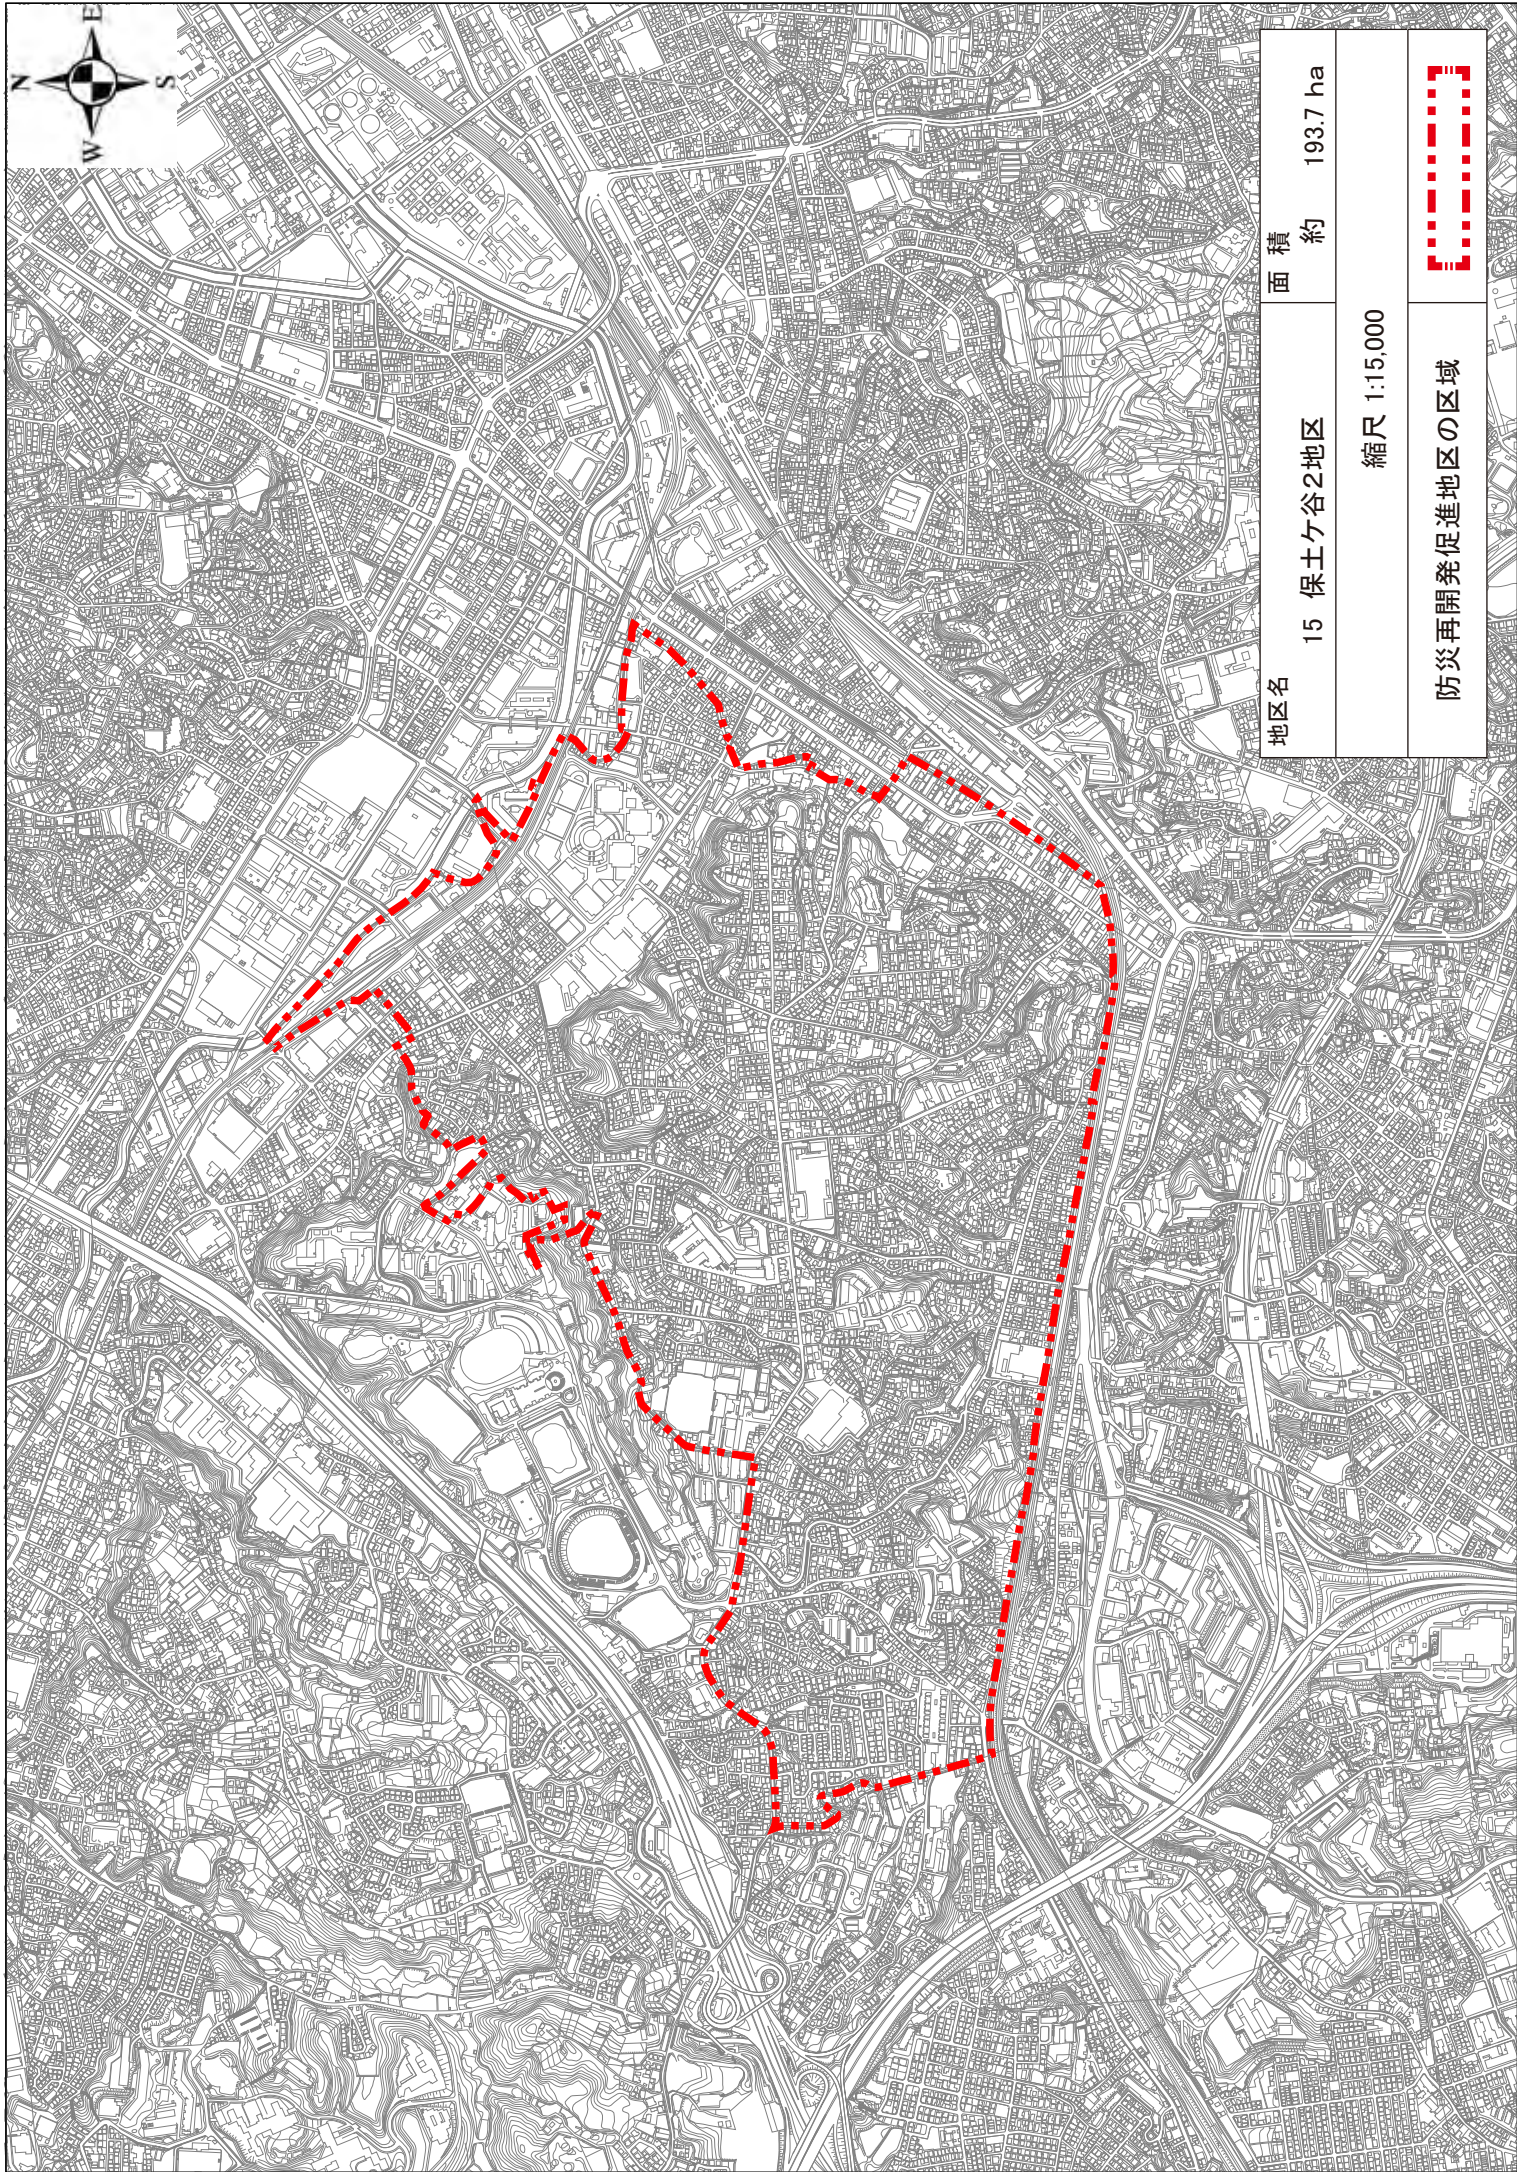 N
W
E
S
地区名
15 保土ケ谷2地区
面 積
約 193.7 ha
縮尺 1:15,000
防災再開発促進地区の区域